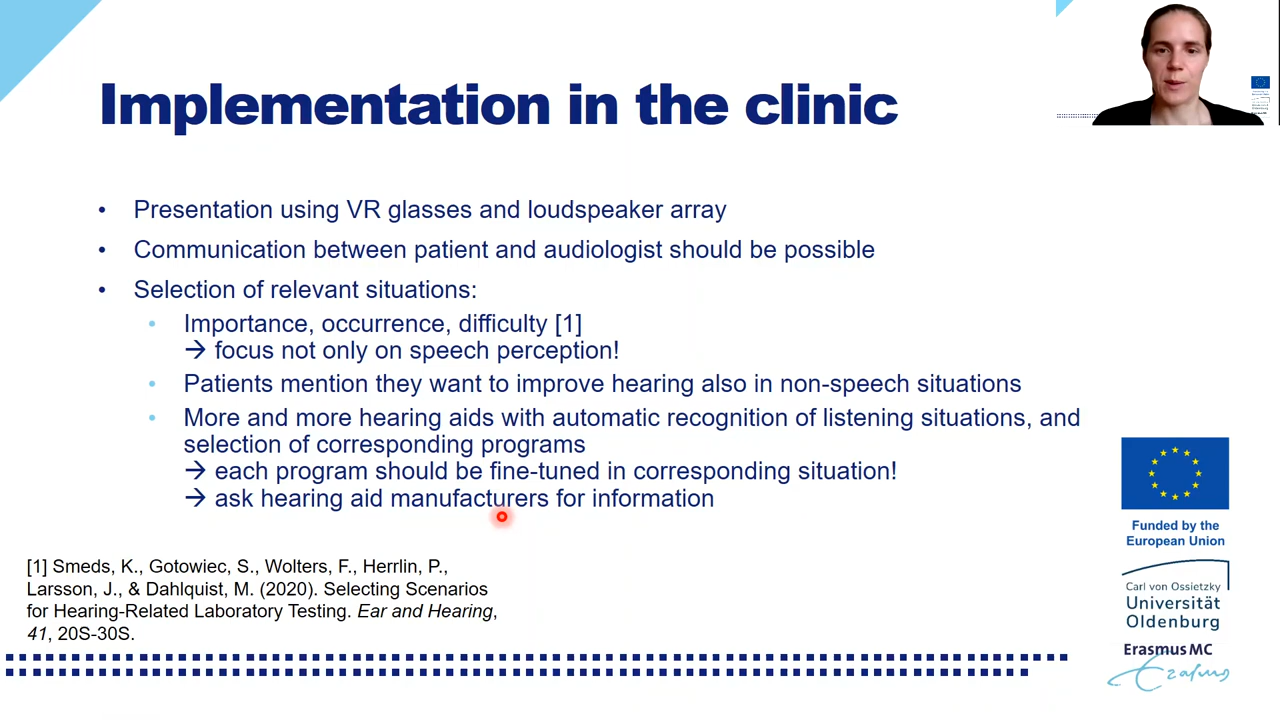 Implementation in the clinic
• Presentation using VR glasses and loudspeaker array
• Communication between patient and audiologist should be possible
• Selection of relevant situations:
• Importance, occurrence, difficulty [1]
→ focus not only on speech perception!
• Patients mention they want to improve hearing also in non-speech situations
• More and more hearing aids with automatic recognition of listening situations, and
selection of corresponding programs
→ each program should be fine-tuned in corresponding situation!
→ ask hearing aid manufacturers for information
[1] Smeds, K., Gotowiec, S., Wolters, F., Herrlin, P.,
Larsson, J., & Dahlquist, M. (2020). Selecting Scenarios
for Hearing-Related Laboratory Testing. Ear and Hearing,
41, 20S-30S.
Funded by the
European Union
Carl von Ossietzky
Universität
Oldenburg
Erasmus MC
Erasmus